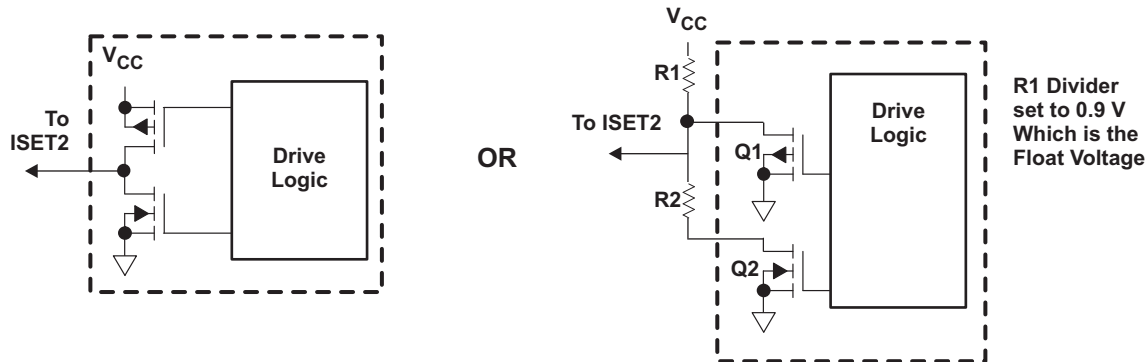 V_CC
To
ISET2
Drive
Logic
OR
V_CC
R1
To ISET2
R2
Q1
Q2
Drive
Logic
R1 Divider
set to 0.9 V
Which is the
Float Voltage